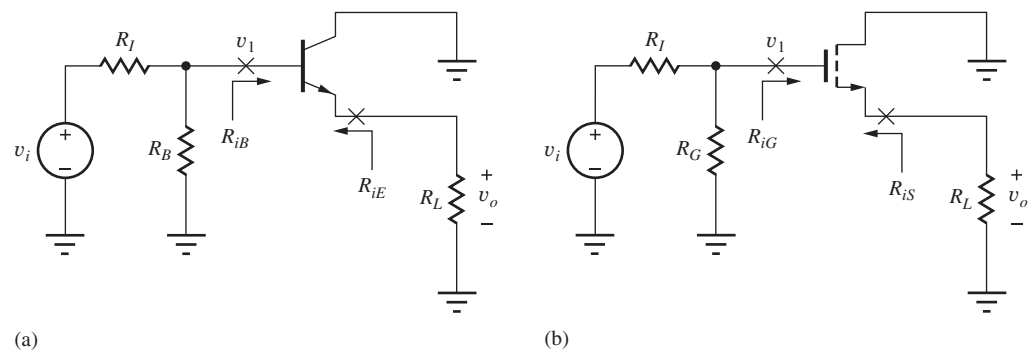 R_I
v_1
+
−
v_i
R_B
R_iB
R_iE
R_L
+
v_o
−
(a)
R_I
v_1
+
−
v_i
R_G
R_iG
R_iS
R_L
+
v_o
−
(b)